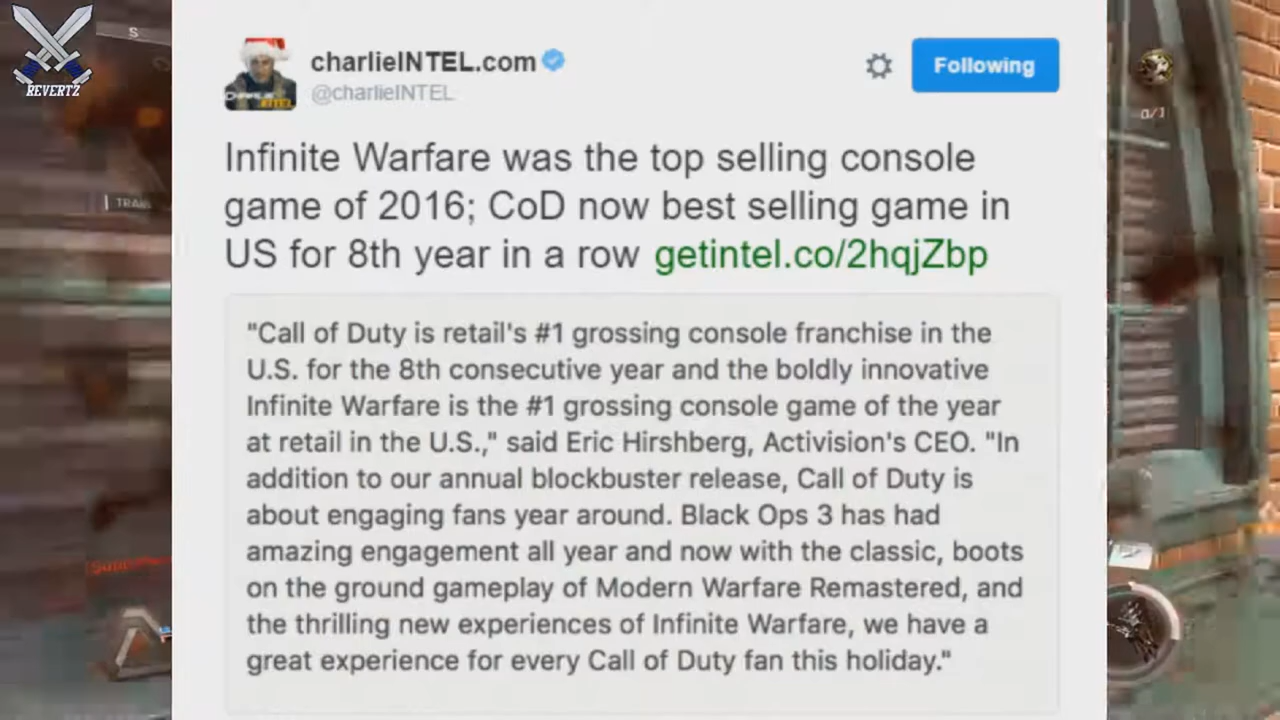 S
REVERTZ
charlieINTEL.com
@charlieINTEL
Following
0/1
TRAN
Infinite Warfare was the top selling console
game of 2016; CoD now best selling game in
US for 8th year in a row getintel.co/2hqjZbp
"Call of Duty is retail's #1 grossing console franchise in the
U.S. for the 8th consecutive year and the boldly innovative
Infinite Warfare is the #1 grossing console game of the year
at retail in the U.S.," said Eric Hirshberg, Activision's CEO. "In
addition to our annual blockbuster release, Call of Duty is
about engaging fans year around. Black Ops 3 has had
amazing engagement all year and now with the classic, boots
on the ground gameplay of Modern Warfare Remastered, and
the thrilling new experiences of Infinite Warfare, we have a
great experience for every Call of Duty fan this holiday."